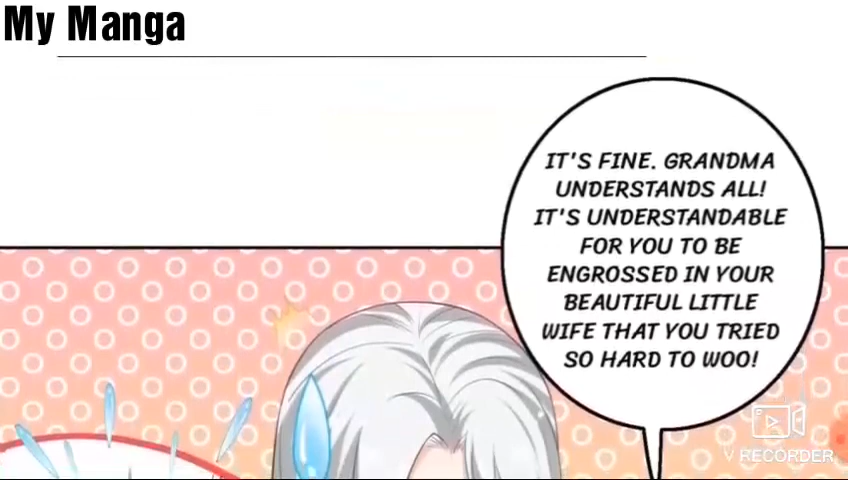 My Manga
IT'S FINE. GRANDMA
UNDERSTANDS ALL!
IT'S UNDERSTANDABLE
FOR YOU TO BE
ENGROSSED IN YOUR
BEAUTIFUL LITTLE
WIFE THAT YOU TRIED
SO HARD TO WOO!
V RECORDER